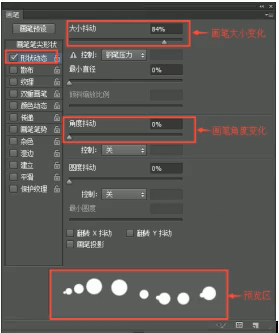 画笔
画笔预设
大小抖动 84%
画笔大小变化
画笔笔尖形状
控制: 钢笔压力
形状动态
最小直径 0%
散布
纹理
倾斜缩放比例
双重画笔
颜色动态
角度抖动 0%
传递
画笔角度变化
画笔笔势
控制: 关
杂色
湿边
圆度抖动 0%
建立
平滑
控制: 关
保护纹理
最小圆度
翻转 X 抖动 翻转 Y 抖动
画笔投影
预览区